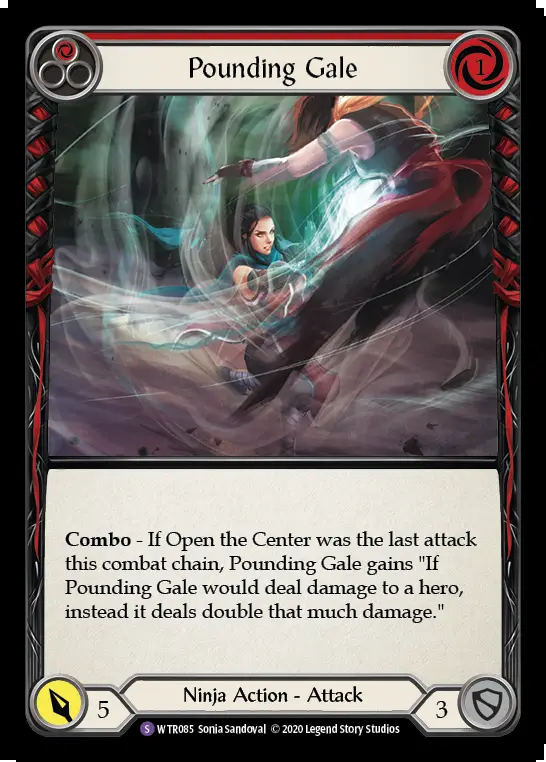 Pounding Gale
1
Combo - If Open the Center was the last attack
this combat chain, Pounding Gale gains "If
Pounding Gale would deal damage to a hero,
instead it deals double that much damage."
5
Ninja Action - Attack
3
S WTR085 Sonia Sandoval © 2020 Legend Story Studios